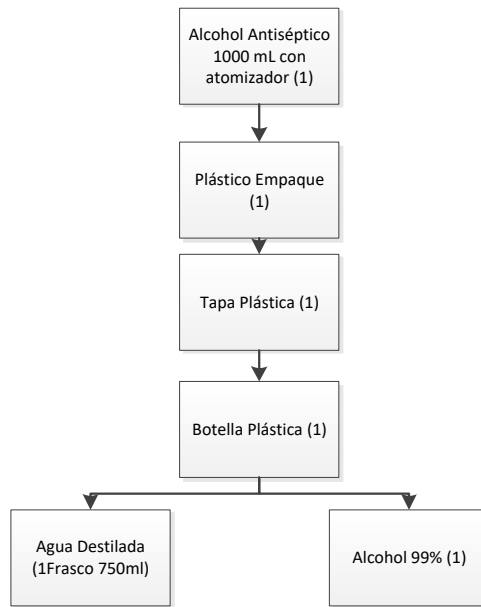 Alcohol Antiséptico
1000 mL con
atomizador (1)
Plástico Empaque
(1)
Tapa Plástica (1)
Botella Plástica (1)
Agua Destilada
(1Frasco 750ml)
Alcohol 99% (1)